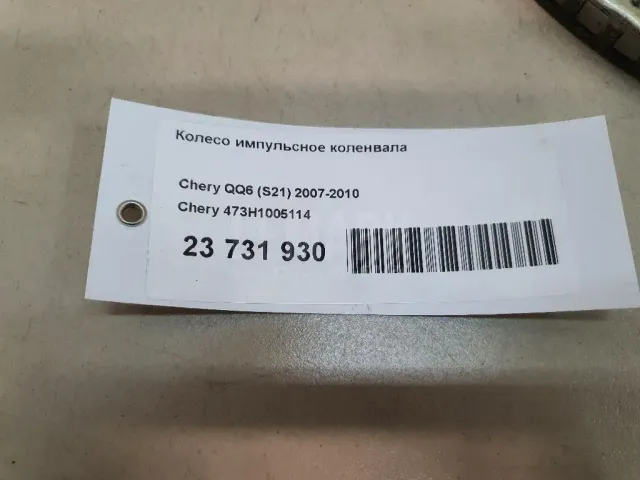 Колесо импульсное коленвала
Chery QQ6 (S21) 2007-2010
Chery 473H1005114
23 731 930